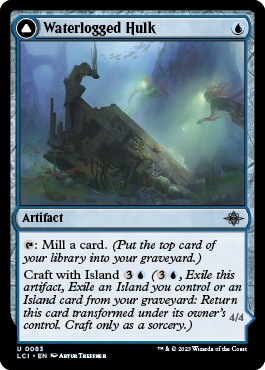 Waterlogged Hulk
Artifact
: Mill a card. (Put the top card of
your library into your graveyard.)
Craft with Island 3 (3, Exile this
artifact, Exile an Island you control or an
Island card from your graveyard: Return
this card transformed under its owner's
control. Craft only as a sorcery.)
4/4
U 0083
LCI • EN Artur Treffner
™ & © 2023 Wizards of the Coast